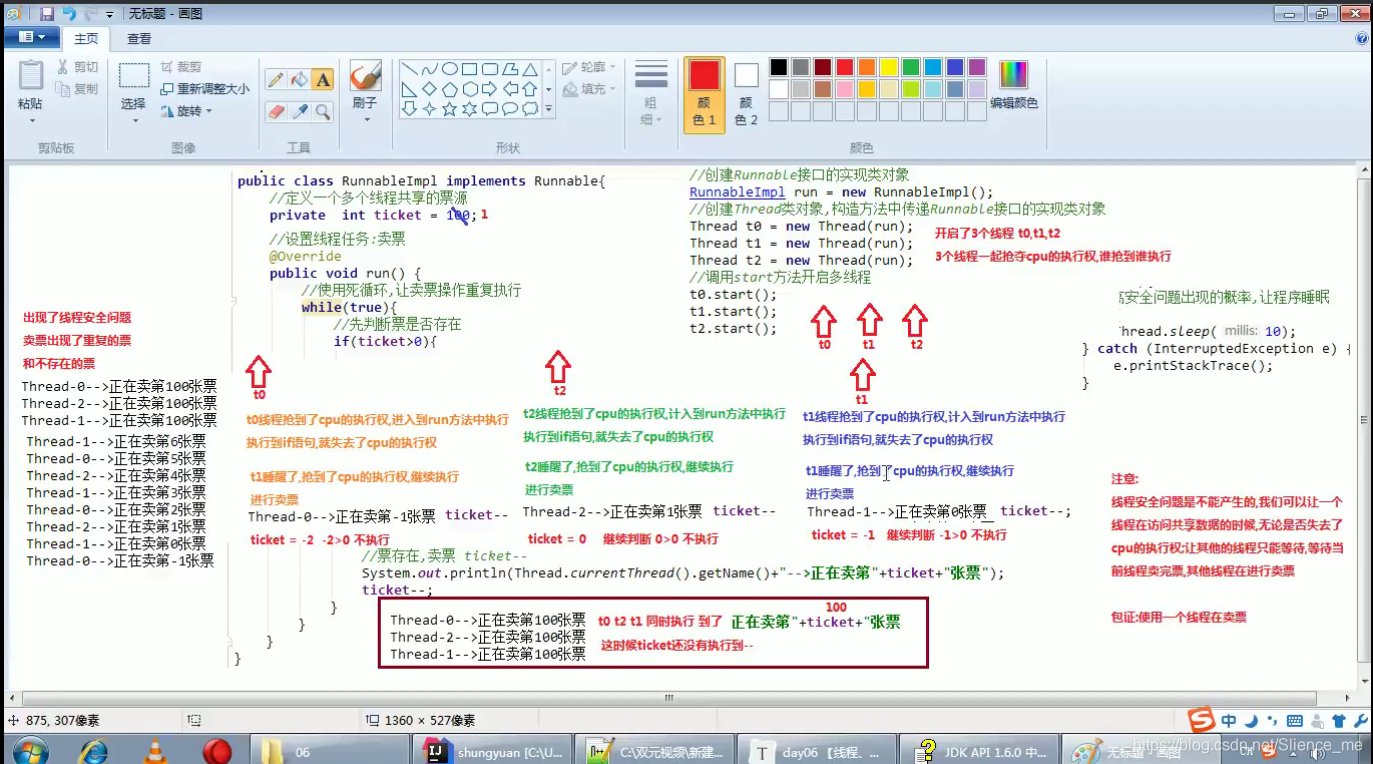 无标题 - 画图
主页
查看
粘贴
剪切
复制
剪贴板
选择
裁剪
重新调整大小
旋转
图像
A
工具
刷子
形状
轮廓
填充
粗
细
颜
色 1
颜
色 2
编辑颜色
颜色
public class RunnableImpl implements Runnable{
//定义一个多个线程共享的票源
private int ticket = 100; 1
//设置线程任务:卖票
@Override
public void run() {
//使用死循环,让卖票操作重复执行
while(true){
//先判断票是否存在
if(ticket>0){
//创建Runnable接口的实现类对象
RunnableImpl run = new RunnableImpl();
//创建Thread类对象,构造方法中传递Runnable接口的实现类对象
Thread t0 = new Thread(run);
Thread t1 = new Thread(run);
Thread t2 = new Thread(run);
//调用start方法开启多线程
t0.start();
t1.start();
t2.start();
开启了3个线程 t0,t1,t2
3个线程一起抢夺cpu的执行权,谁抢到谁执行
t0
t1
t2
高安全问题出现的概率,让程序睡眠
hread.sleep( millis: 10);
} catch (InterruptedException e) {
e.printStackTrace();
}
出现了线程安全问题
卖票出现了重复的票
和不存在的票
Thread-0-->正在卖第100张票
Thread-2-->正在卖第100张票
Thread-1-->正在卖第100张票
Thread-1-->正在卖第6张票
Thread-0-->正在卖第5张票
Thread-2-->正在卖第4张票
Thread-1-->正在卖第3张票
Thread-0-->正在卖第2张票
Thread-2-->正在卖第1张票
Thread-1-->正在卖第0张票
Thread-0-->正在卖第-1张票
t0
t0线程抢到了cpu的执行权,进入到run方法中执行
执行到if语句,就失去了cpu的执行权
t1睡醒了,抢到了cpu的执行权,继续执行
进行卖票
Thread-0-->正在卖第-1张票 ticket--
ticket = -2 -2>0 不执行
t2
t2线程抢到了cpu的执行权,计入到run方法中执行
执行到if语句,就失去了cpu的执行权
t2睡醒了,抢到了cpu的执行权,继续执行
进行卖票
Thread-2-->正在卖第1张票 ticket--
ticket = 0 继续判断 0>0 不执行
t1
t1线程抢到了cpu的执行权,计入到run方法中执行
执行到if语句,就失去了cpu的执行权
t1睡醒了,抢到了cpu的执行权,继续执行
进行卖票
Thread-1-->正在卖第0张票 ticket--;
ticket = -1 继续判断 -1>0 不执行
注意:
线程安全问题是不能产生的,我们可以让一个
线程在访问共享数据的时候,无论是否失去了
cpu的执行权;让其他的线程只能等待,等待当
前线程卖完票,其他线程在进行卖票
包证:使用一个线程在卖票
//票存在,卖票 ticket--
System.out.println(Thread.currentThread().getName()+"-->正在卖第"+ticket+"张票");
ticket--;
}
}
}
}
Thread-0-->正在卖第100张票
Thread-2-->正在卖第100张票
Thread-1-->正在卖第100张票
t0 t2 t1 同时执行 到了
100
正在卖第"+ticket+"张票
这时候ticket还没有执行到--
875, 307像素
1360 × 527像素
S 中
06
shungyuan [C:\U...
C:\双元视频\新建...
T day06 【线程、...
JDK API 1.6.0 中...
无标题 - 画图
https://blog.csdn.net/Slience_me